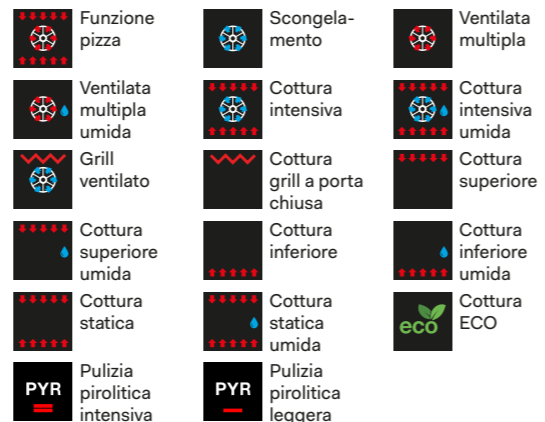 Funzione
pizza
Scongela-
mento
Ventilata
multipla
Ventilata
multipla
umida
Cottura
intensiva
Cottura
intensiva
umida
Grill
ventilato
Cottura
grill a porta
chiusa
Cottura
superiore
Cottura
superiore
umida
Cottura
inferiore
Cottura
inferiore
umida
Cottura
statica
Cottura
statica
umida
eco
Cottura
ECO
PYR
Pulizia
pirolitica
intensiva
PYR
Pulizia
pirolitica
leggera